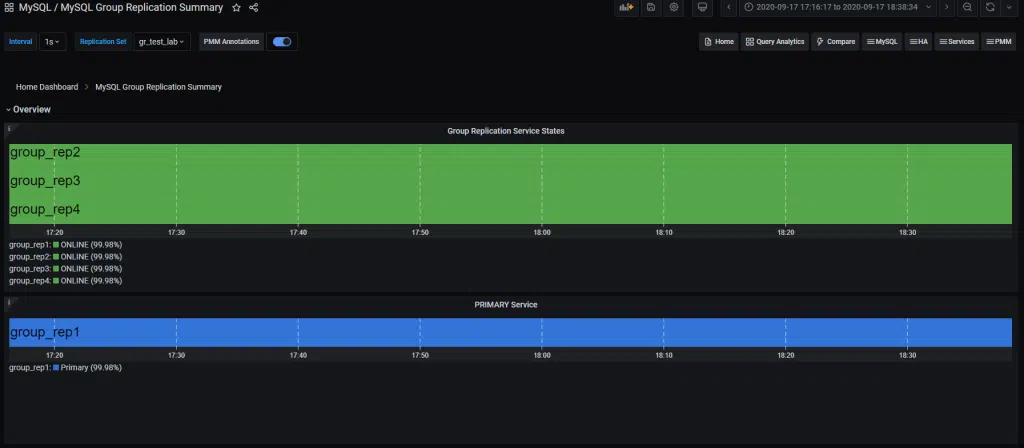 MySQL / MySQL Group Replication Summary
2020-09-17 17:16:17 to 2020-09-17 18:38:34
Interval 1s Replication Set gr_test_lab PMM Annotations
Home Query Analytics Compare MySQL HA Services PMM
Home Dashboard > MySQL Group Replication Summary
Overview
i
Group Replication Service States
group_rep2
group_rep3
group_rep4
17:20 17:30 17:40 17:50 18:00 18:10 18:20 18:30
group_rep1: ONLINE (99.98%)
group_rep2: ONLINE (99.98%)
group_rep3: ONLINE (99.98%)
group_rep4: ONLINE (99.98%)
i
PRIMARY Service
group_rep1
17:20 17:30 17:40 17:50 18:00 18:10 18:20 18:30
group_rep1: Primary (99.98%)